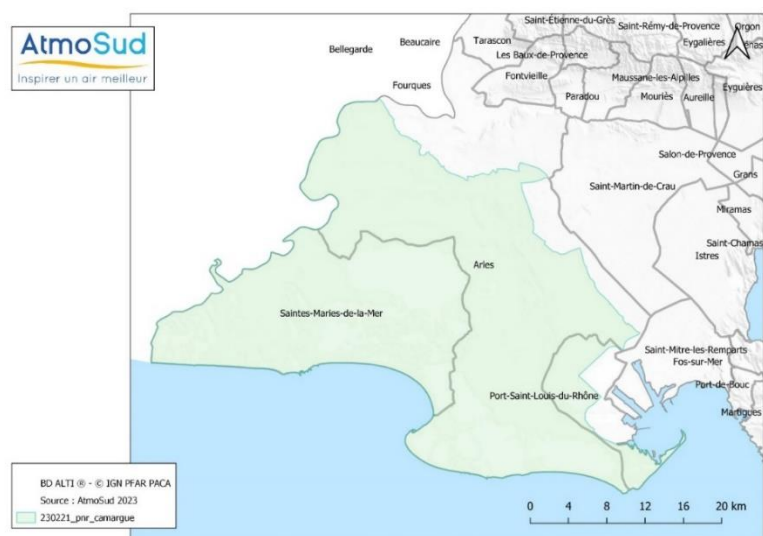 AtmoSud
Inspirer un air meilleur
Saint-Étienne-du-Grès
Saint-Rémy-de-Provence
Orgon
Beaucaire
Tarascon
Eygalières
Bellegarde
Les Baux-de-Provence
Fourques
Fontvieille
Maussane-les-Alpilles
Eyguières
Paradou
Mouriès
Aureille
Salon-de-Provence
Grans
Saint-Martin-de-Crau
Miramas
Saint-Chamas
Istres
Arles
Saintes-Maries-de-la-Mer
Saint-Mitre-les-Remparts
Fos-sur-Mer
Port-de-Bouc
Port-Saint-Louis-du-Rhône
Martigues
BD ALTI ® - © IGN PFAR PACA
Source : AtmoSud 2023
230221_pnr_camargue
0 4 8 12 16 20 km